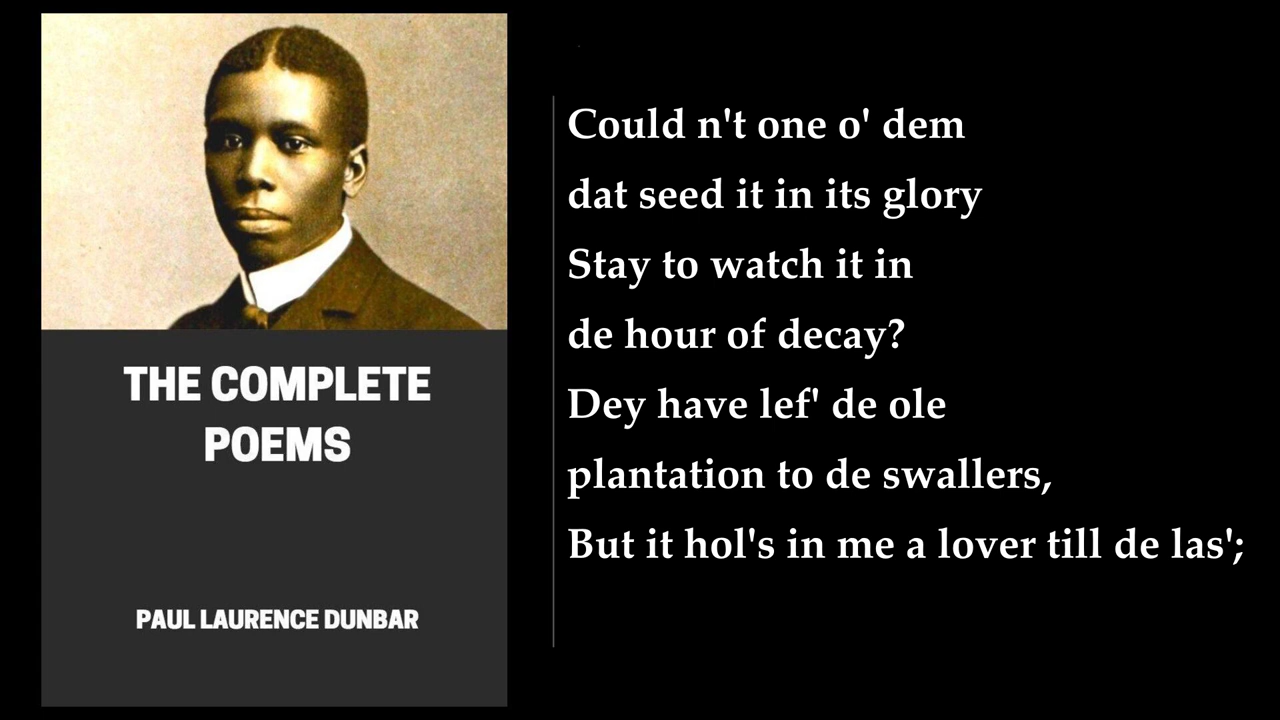 THE COMPLETE
POEMS
PAUL LAURENCE DUNBAR
Could n't one o' dem
dat seed it in its glory
Stay to watch it in
de hour of decay?
Dey have lef' de ole
plantation to de swallers,
But it hol's in me a lover till de las';